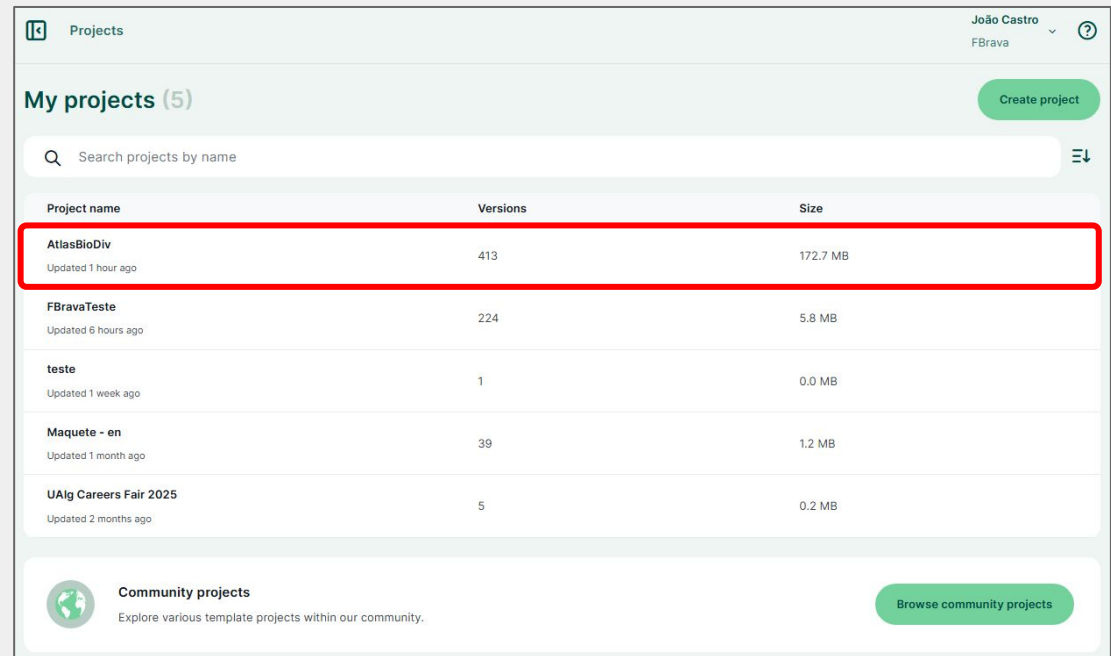 Projects
João Castro
FBrava
My projects (5)
Create project
Search projects by name
Project name Versions Size
AtlasBioDiv
Updated 1 hour ago
413 172.7 MB
FBravaTeste
Updated 6 hours ago
224 5.8 MB
teste
Updated 1 week ago
1 0.0 MB
Maquete - en
Updated 1 month ago
39 1.2 MB
UAlg Careers Fair 2025
Updated 2 months ago
5 0.2 MB
Community projects
Explore various template projects within our community.
Browse community projects